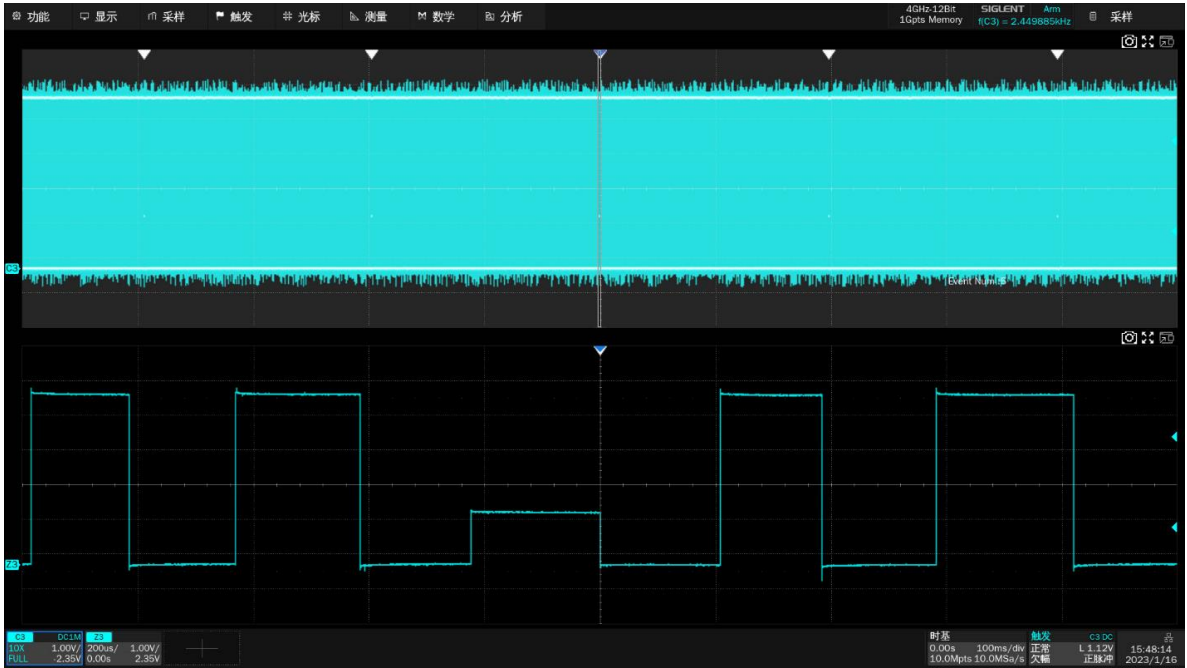 功能 显示 采样 触发 光标 测量 数学 分析
4GHz-12Bit SIGLENT Arm
1Gpts Memory f(C3) = 2.449885kHz 采样
C3
Event Num:5
Z3
C3 DC1M Z3 时基 触发 C3 DC
10X 1.00V/ 200us/ 1.00V/ 0.00s 100ms/div 正常 L 1.12V 15:48:14
FULL -2.35V 0.00s 2.35V 10.0Mpts 10.0MSa/s 欠幅 正脉冲 2023/1/16